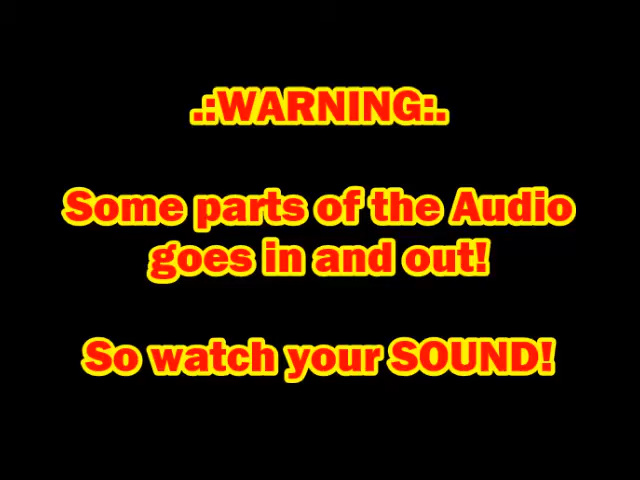 .:WARNING:.
Some parts of the Audio
goes in and out!
So watch your SOUND!